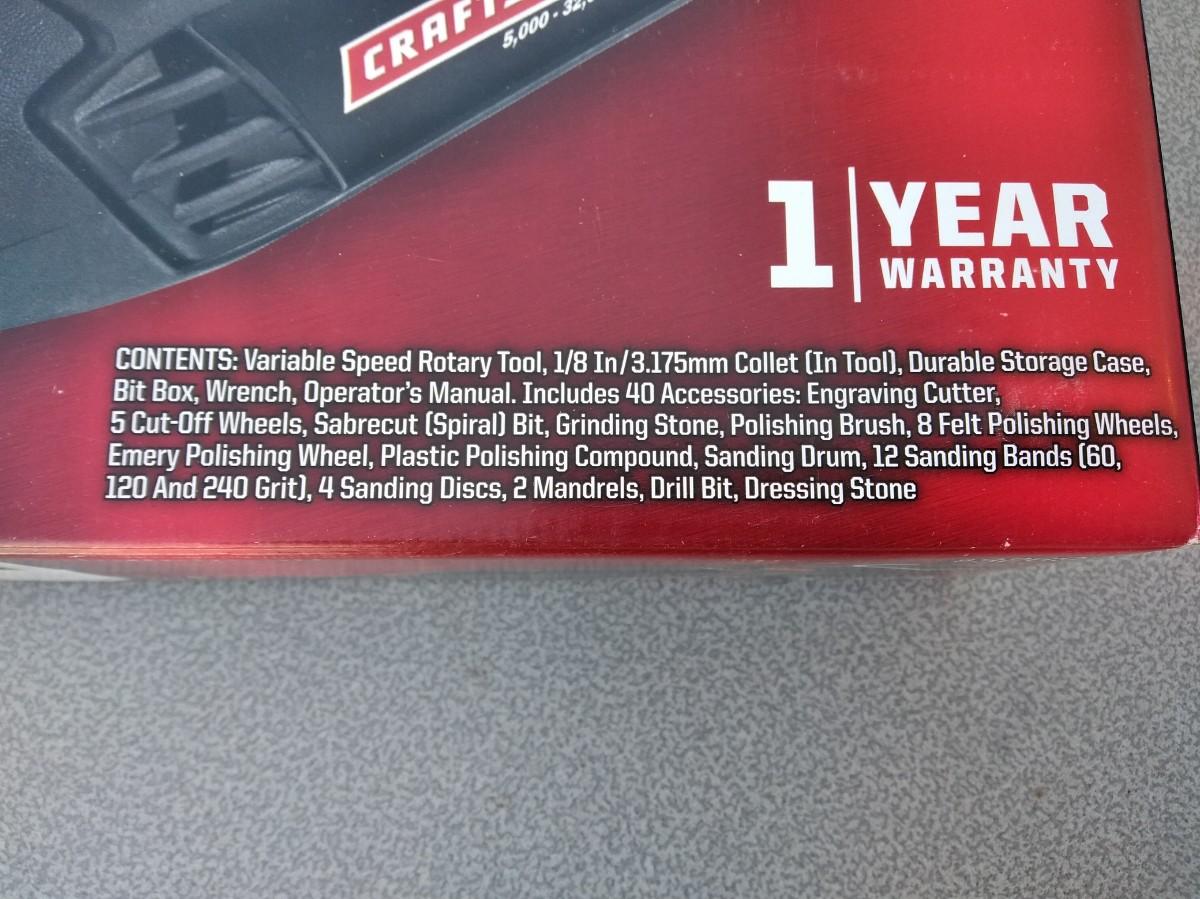 5,000 -
1 YEAR
WARRANTY
CONTENTS: Variable Speed Rotary Tool, 1/8 In/3.175mm Collet (In Tool), Durable Storage Case,
Bit Box, Wrench, Operator's Manual. Includes 40 Accessories: Engraving Cutter,
5 Cut-Off Wheels, Sabrecut (Spiral) Bit, Grinding Stone, Polishing Brush, 8 Felt Polishing Wheels,
Emery Polishing Wheel, Plastic Polishing Compound, Sanding Drum, 12 Sanding Bands (60,
120 And 240 Grit), 4 Sanding Discs, 2 Mandrels, Drill Bit, Dressing Stone